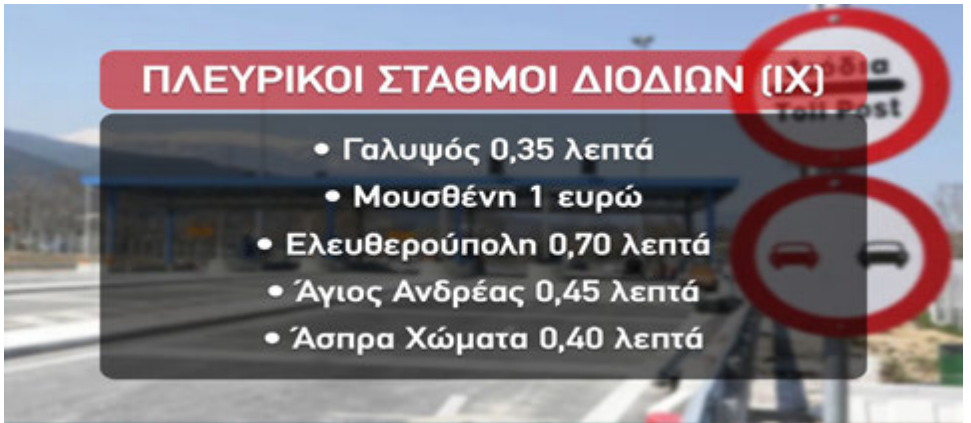 ΠΛΕΥΡΙΚΟΙ ΣΤΑΘΜΟΙ ΔΙΟΔΙΩΝ (ΙΧ)
• Γαλυψός 0,35 λεπτά
• Μουσθένη 1 ευρώ
• Ελευθερούπολη 0,70 λεπτά
• Άγιος Ανδρέας 0,45 λεπτά
• Άσπρα Χώματα 0,40 λεπτά
Διόδια
Toll Post